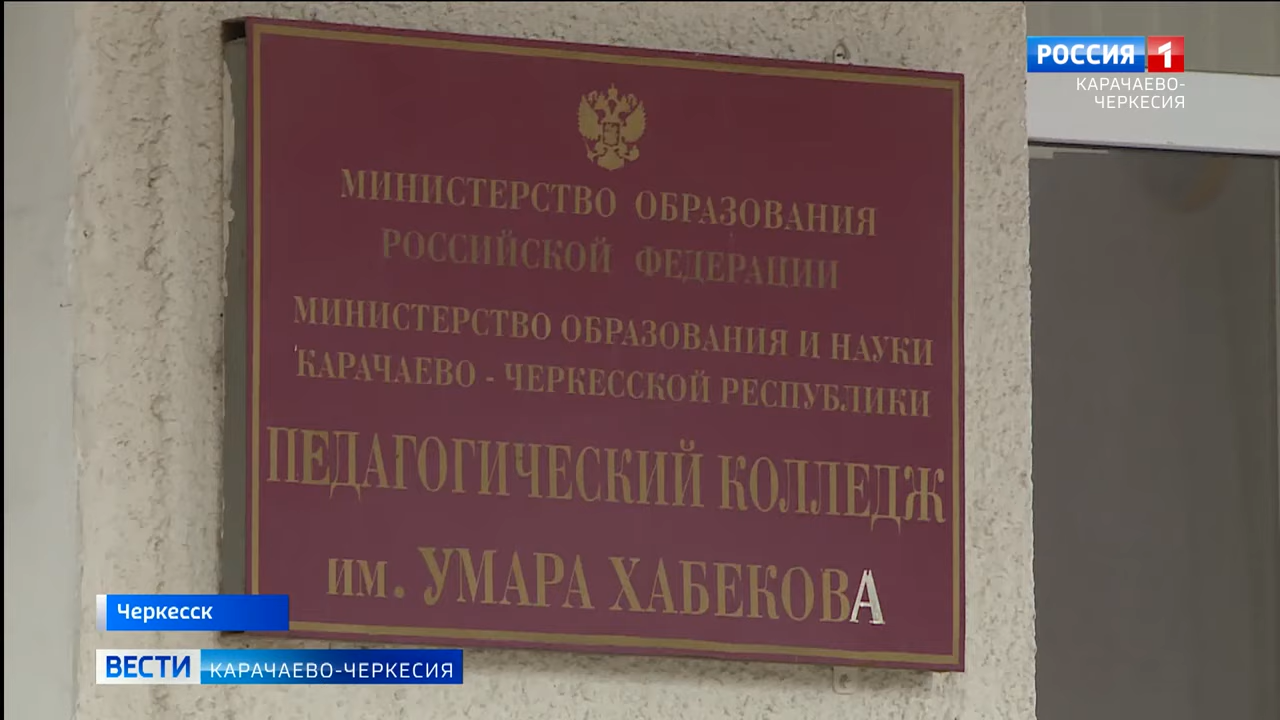 РОССИЯ 1
КАРАЧАЕВО-
ЧЕРКЕСИЯ
МИНИСТЕРСТВО ОБРАЗОВАНИЯ
РОССИЙСКОЙ ФЕДЕРАЦИИ
МИНИСТЕРСТВО ОБРАЗОВАНИЯ И НАУКИ
КАРАЧАЕВО - ЧЕРКЕССКОЙ РЕСПУБЛИКИ
ПЕДАГОГИЧЕСКИЙ КОЛЛЕДЖ
им. УМАРА ХАБЕКОВА
Черкесск
ВЕСТИ КАРАЧАЕВО-ЧЕРКЕСИЯ